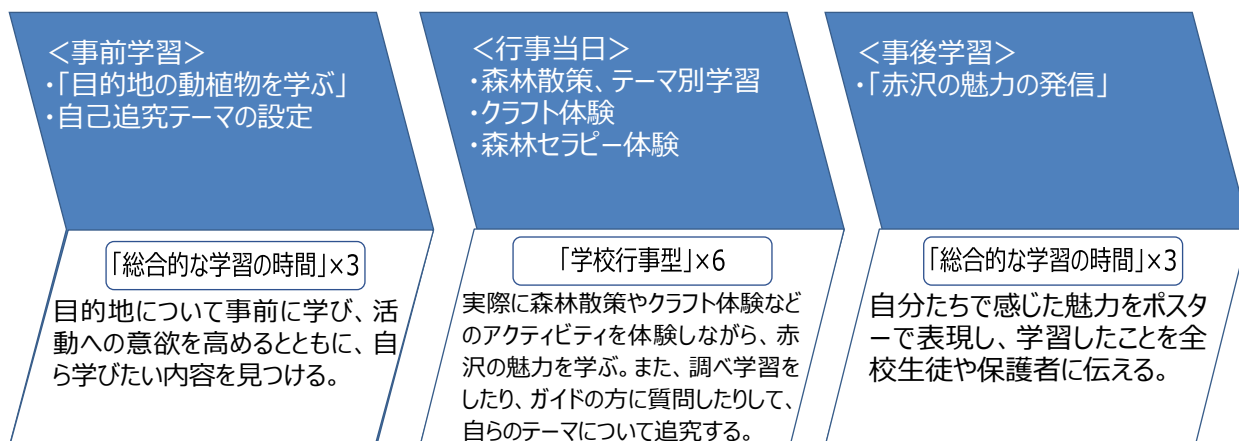 ＜事前学習＞
・「目的地の動植物を学ぶ」
・自己追究テーマの設定
「総合的な学習の時間」×3
目的地について事前に学び、活
動への意欲を高めるとともに、自
ら学びたい内容を見つける。
＜行事当日＞
・森林散策、テーマ別学習
・クラフト体験
・森林セラピー体験
「学校行事型」×6
実際に森林散策やクラフト体験など
のアクティビティを体験しながら、赤
沢の魅力を学ぶ。また、調べ学習を
したり、ガイドの方に質問したりして、
自らのテーマについて追究する。
＜事後学習＞
・「赤沢の魅力の発信」
「総合的な学習の時間」×3
自分たちで感じた魅力をポスタ
ーで表現し、学習したことを全
校生徒や保護者に伝える。